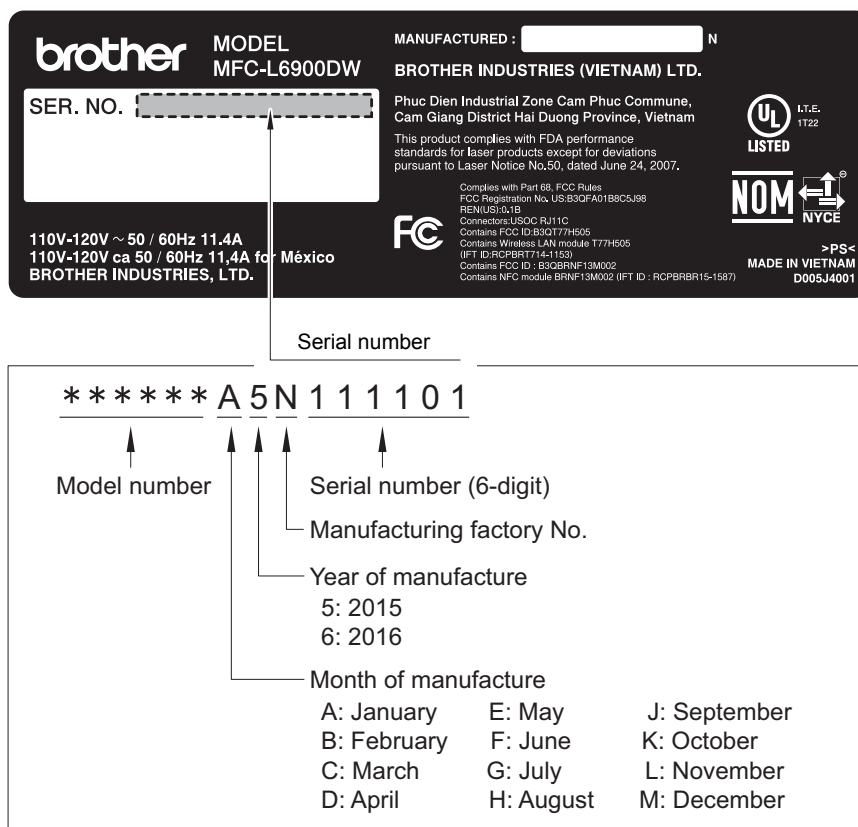 brother
MODEL
MFC-L6900DW
SER. NO.
110V-120V ~ 50 / 60Hz 11.4A
110V-120V ca 50 / 60Hz 11,4A for México
BROTHER INDUSTRIES, LTD.
MANUFACTURED : N
BROTHER INDUSTRIES (VIETNAM) LTD.
Phuc Dien Industrial Zone Cam Phuc Commune,
Cam Giang District Hai Duong Province, Vietnam
This product complies with FDA performance
standards for laser products except for deviations
pursuant to Laser Notice No.50, dated June 24, 2007.
FC
Complies with Part 68, FCC Rules
FCC Registration No. US:B3QFA01B8C5J98
REN(US):0.1B
Connectors:USOC RJ11C
Contains FCC ID:B3QT77H505
Contains Wireless LAN module T77H505
(IFT ID:RCPBRT714-1153)
Contains FCC ID : B3QBRNF13M002
Contains NFC module BRNF13M002 (IFT ID : RCPBRBR15-1587)
UL
LISTED
I.T.E.
1T22
NOM
NYCE
>PS<
MADE IN VIETNAM
D005J4001
Serial number
****** A 5 N 1 1 1 1 0 1
Model number
Serial number (6-digit)
Manufacturing factory No.
Year of manufacture
5: 2015
6: 2016
Month of manufacture
A: January E: May J: September
B: February F: June K: October
C: March G: July L: November
D: April H: August M: December